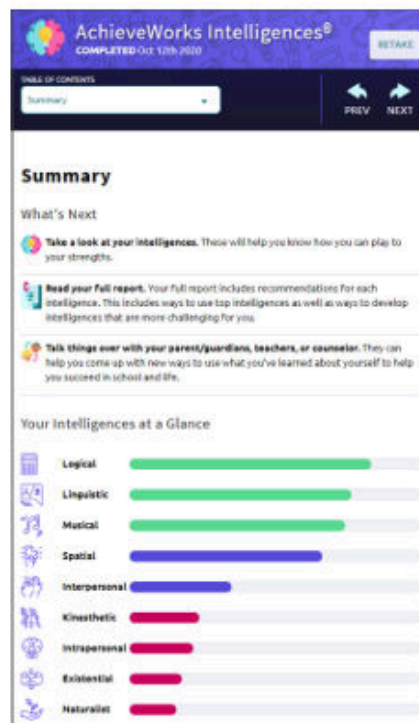 AchieveWorks Intelligences®
COMPLETED Oct 12th 2020
RETAKE
TABLE OF CONTENTS
Summary
PREV
NEXT
Summary
What's Next
Take a look at your intelligences. These will help you know how you can play to
your strengths.
Read your full report. Your full report includes recommendations for each
intelligence. This includes ways to use top intelligences as well as ways to develop
intelligences that are more challenging for you.
Talk things over with your parent/guardians, teachers, or counselor. They can
help you come up with new ways to use what you've learned about yourself to help
you succeed in school and life.
Your Intelligences at a Glance
Logical
Linguistic
Musical
Spatial
Interpersonal
Kinesthetic
Intrapersonal
Existential
Naturalist